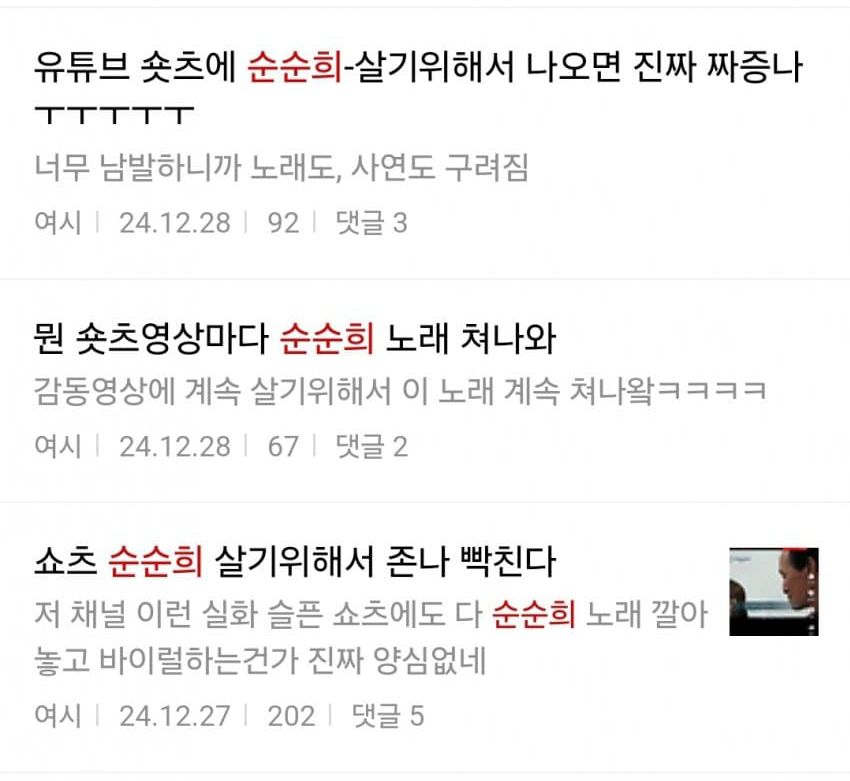 유튜브 숏츠에 순순희-살기위해서 나오면 진짜 짜증나
ㅜㅜㅜㅜㅜ
너무 남발하니까 노래도, 사연도 구려짐
여시 | 24.12.28 | 92 | 댓글 3
뭔 숏츠영상마다 순순희 노래 쳐나와
감동영상에 계속 살기위해서 이 노래 계속 쳐나왘ㅋㅋㅋㅋ
여시 | 24.12.28 | 67 | 댓글 2
쇼츠 순순희 살기위해서 존나 빡친다
저 채널 이런 실화 슬픈 쇼츠에도 다 순순희 노래 깔아
놓고 바이럴하는건가 진짜 양심없네
여시 | 24.12.27 | 202 | 댓글 5